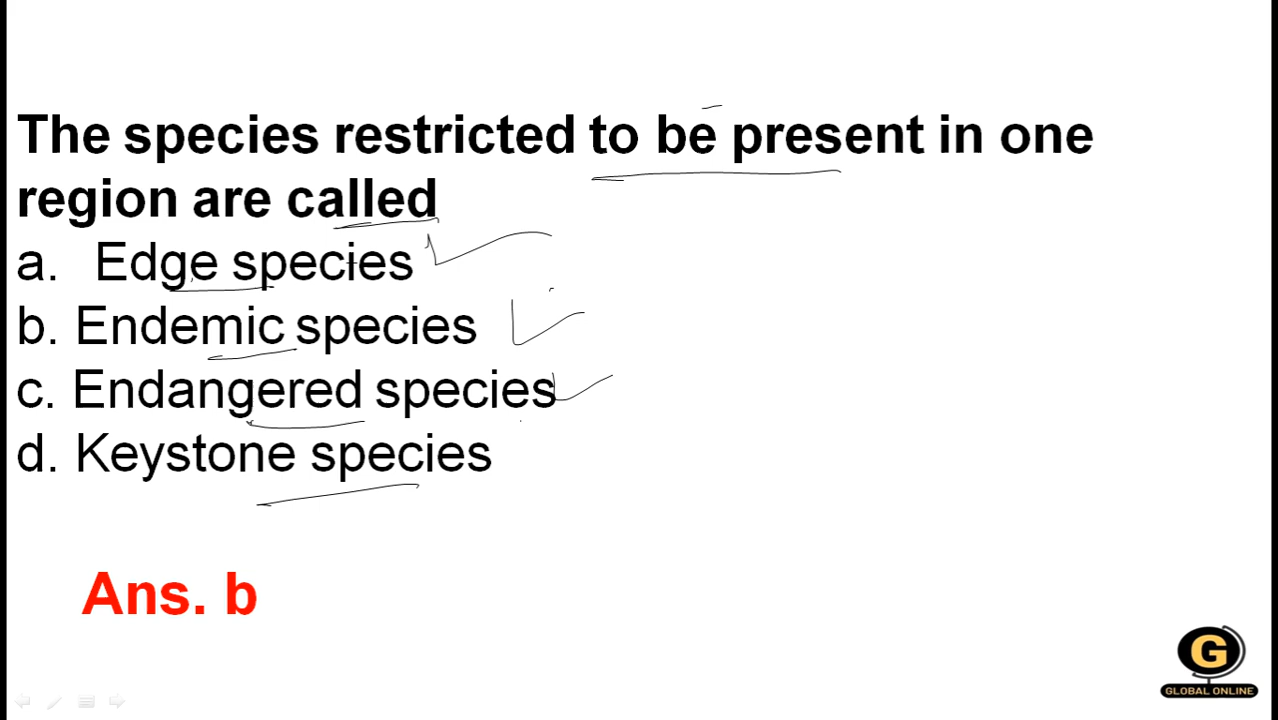 The species restricted to be present in one
region are called
a. Edge species
b. Endemic species
c. Endangered species
d. Keystone species
Ans. b
G
GLOBAL ONLINE